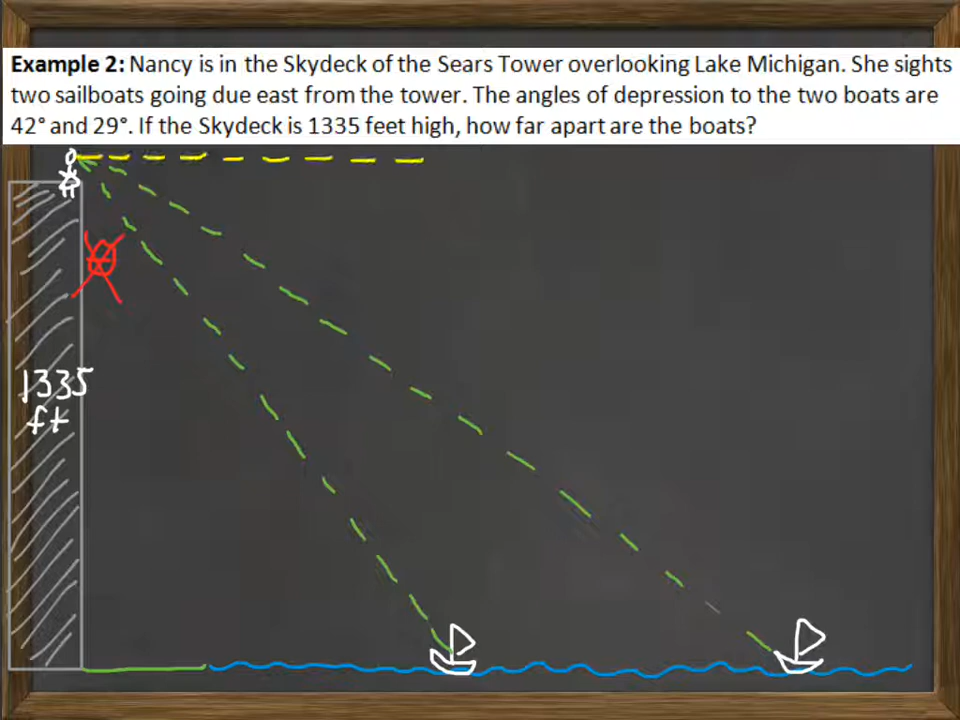 Example 2: Nancy is in the Skydeck of the Sears Tower overlooking Lake Michigan. She sights
two sailboats going due east from the tower. The angles of depression to the two boats are
42° and 29°. If the Skydeck is 1335 feet high, how far apart are the boats?
1335
ft